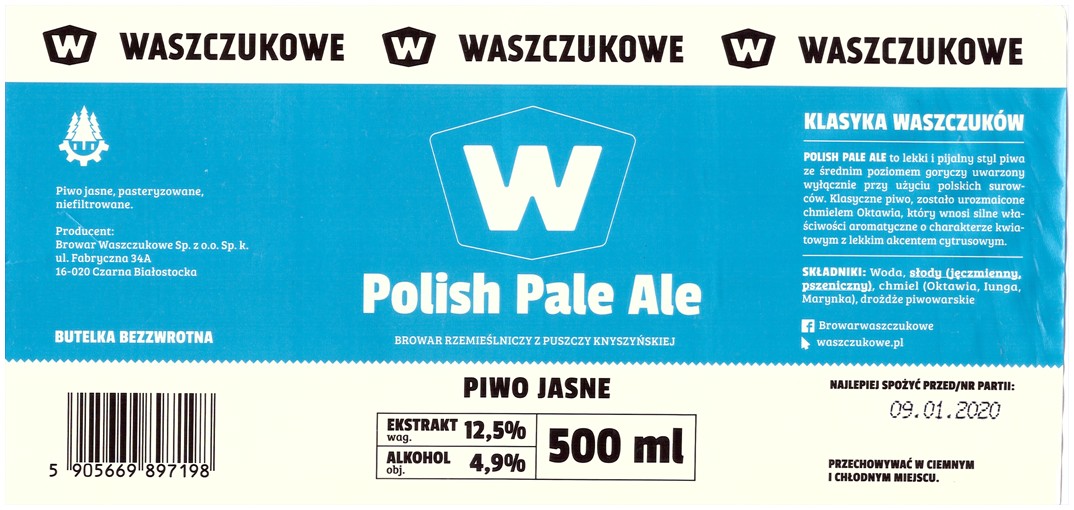 W WASZCZUKOWE W WASZCZUKOWE W WASZCZUKOWE
Piwo jasne, pasteryzowane,
niefiltrowane.
Producent:
Browar Waszczukowe Sp. z o.o. Sp. k.
ul. Fabryczna 34A
16-020 Czarna Białostocka
BUTELKA BEZZWROTNA
W
Polish Pale Ale
BROWAR RZEMIEŚLNICZY Z PUSZCZY KNYSZYŃSKIEJ
KLASYKA WASZCZUKÓW
POLISH PALE ALE to lekki i pijalny styl piwa
ze średnim poziomem goryczy uwarzony
wyłącznie przy użyciu polskich surow-
ców. Klasyczne piwo, zostało urozmaicone
chmielem Oktawia, który wnosi silne wła-
ściwości aromatyczne o charakterze kwia-
towym z lekkim akcentem cytrusowym.
SKŁADNIKI: Woda, słody (jęczmienny,
pszeniczny), chmiel (Oktawia, Iunga,
Marynka), drożdże piwowarskie
Browarwaszczukowe
waszczukowe.pl
5 905669 897198
PIWO JASNE
EKSTRAKT wag. 12,5%
ALKOHOL obj. 4,9%
500 ml
NAJLEPIEJ SPOŻYĆ PRZED/NR PARTII:
09.01.2020
PRZECHOWYWAĆ W CIEMNYM
I CHŁODNYM MIEJSCU.